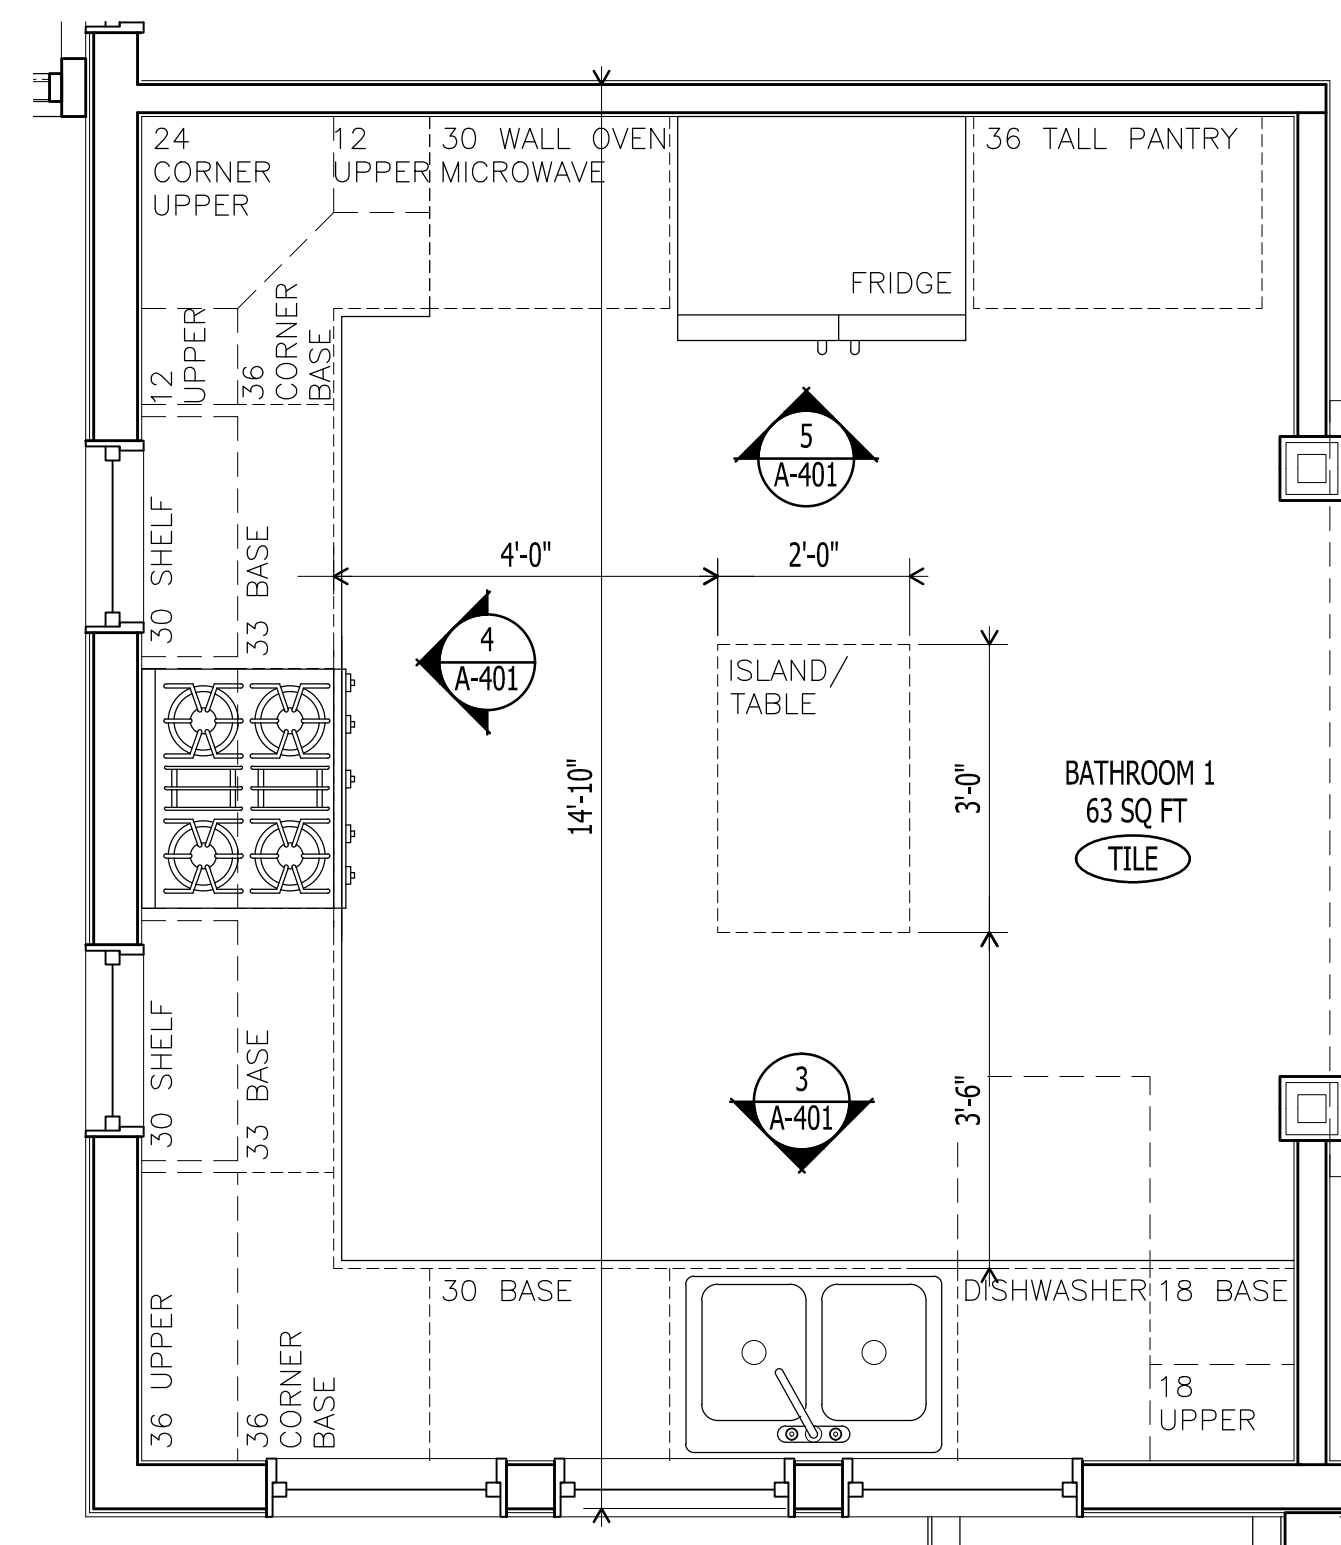 24
CORNER
UPPER
12
UPPER
30 WALL OVEN
MICROWAVE
36 TALL PANTRY
FRIDGE
12
UPPER
36
CORNER
BASE
5
A-401
30 SHELF
33 BASE
4'-0"
2'-0"
4
A-401
ISLAND/
TABLE
14'-10"
3'-0"
BATHROOM 1
63 SQ FT
TILE
30 SHELF
33 BASE
3
A-401
3'-6"
36 UPPER
36
CORNER
BASE
30 BASE
DISHWASHER
18 BASE
18
UPPER